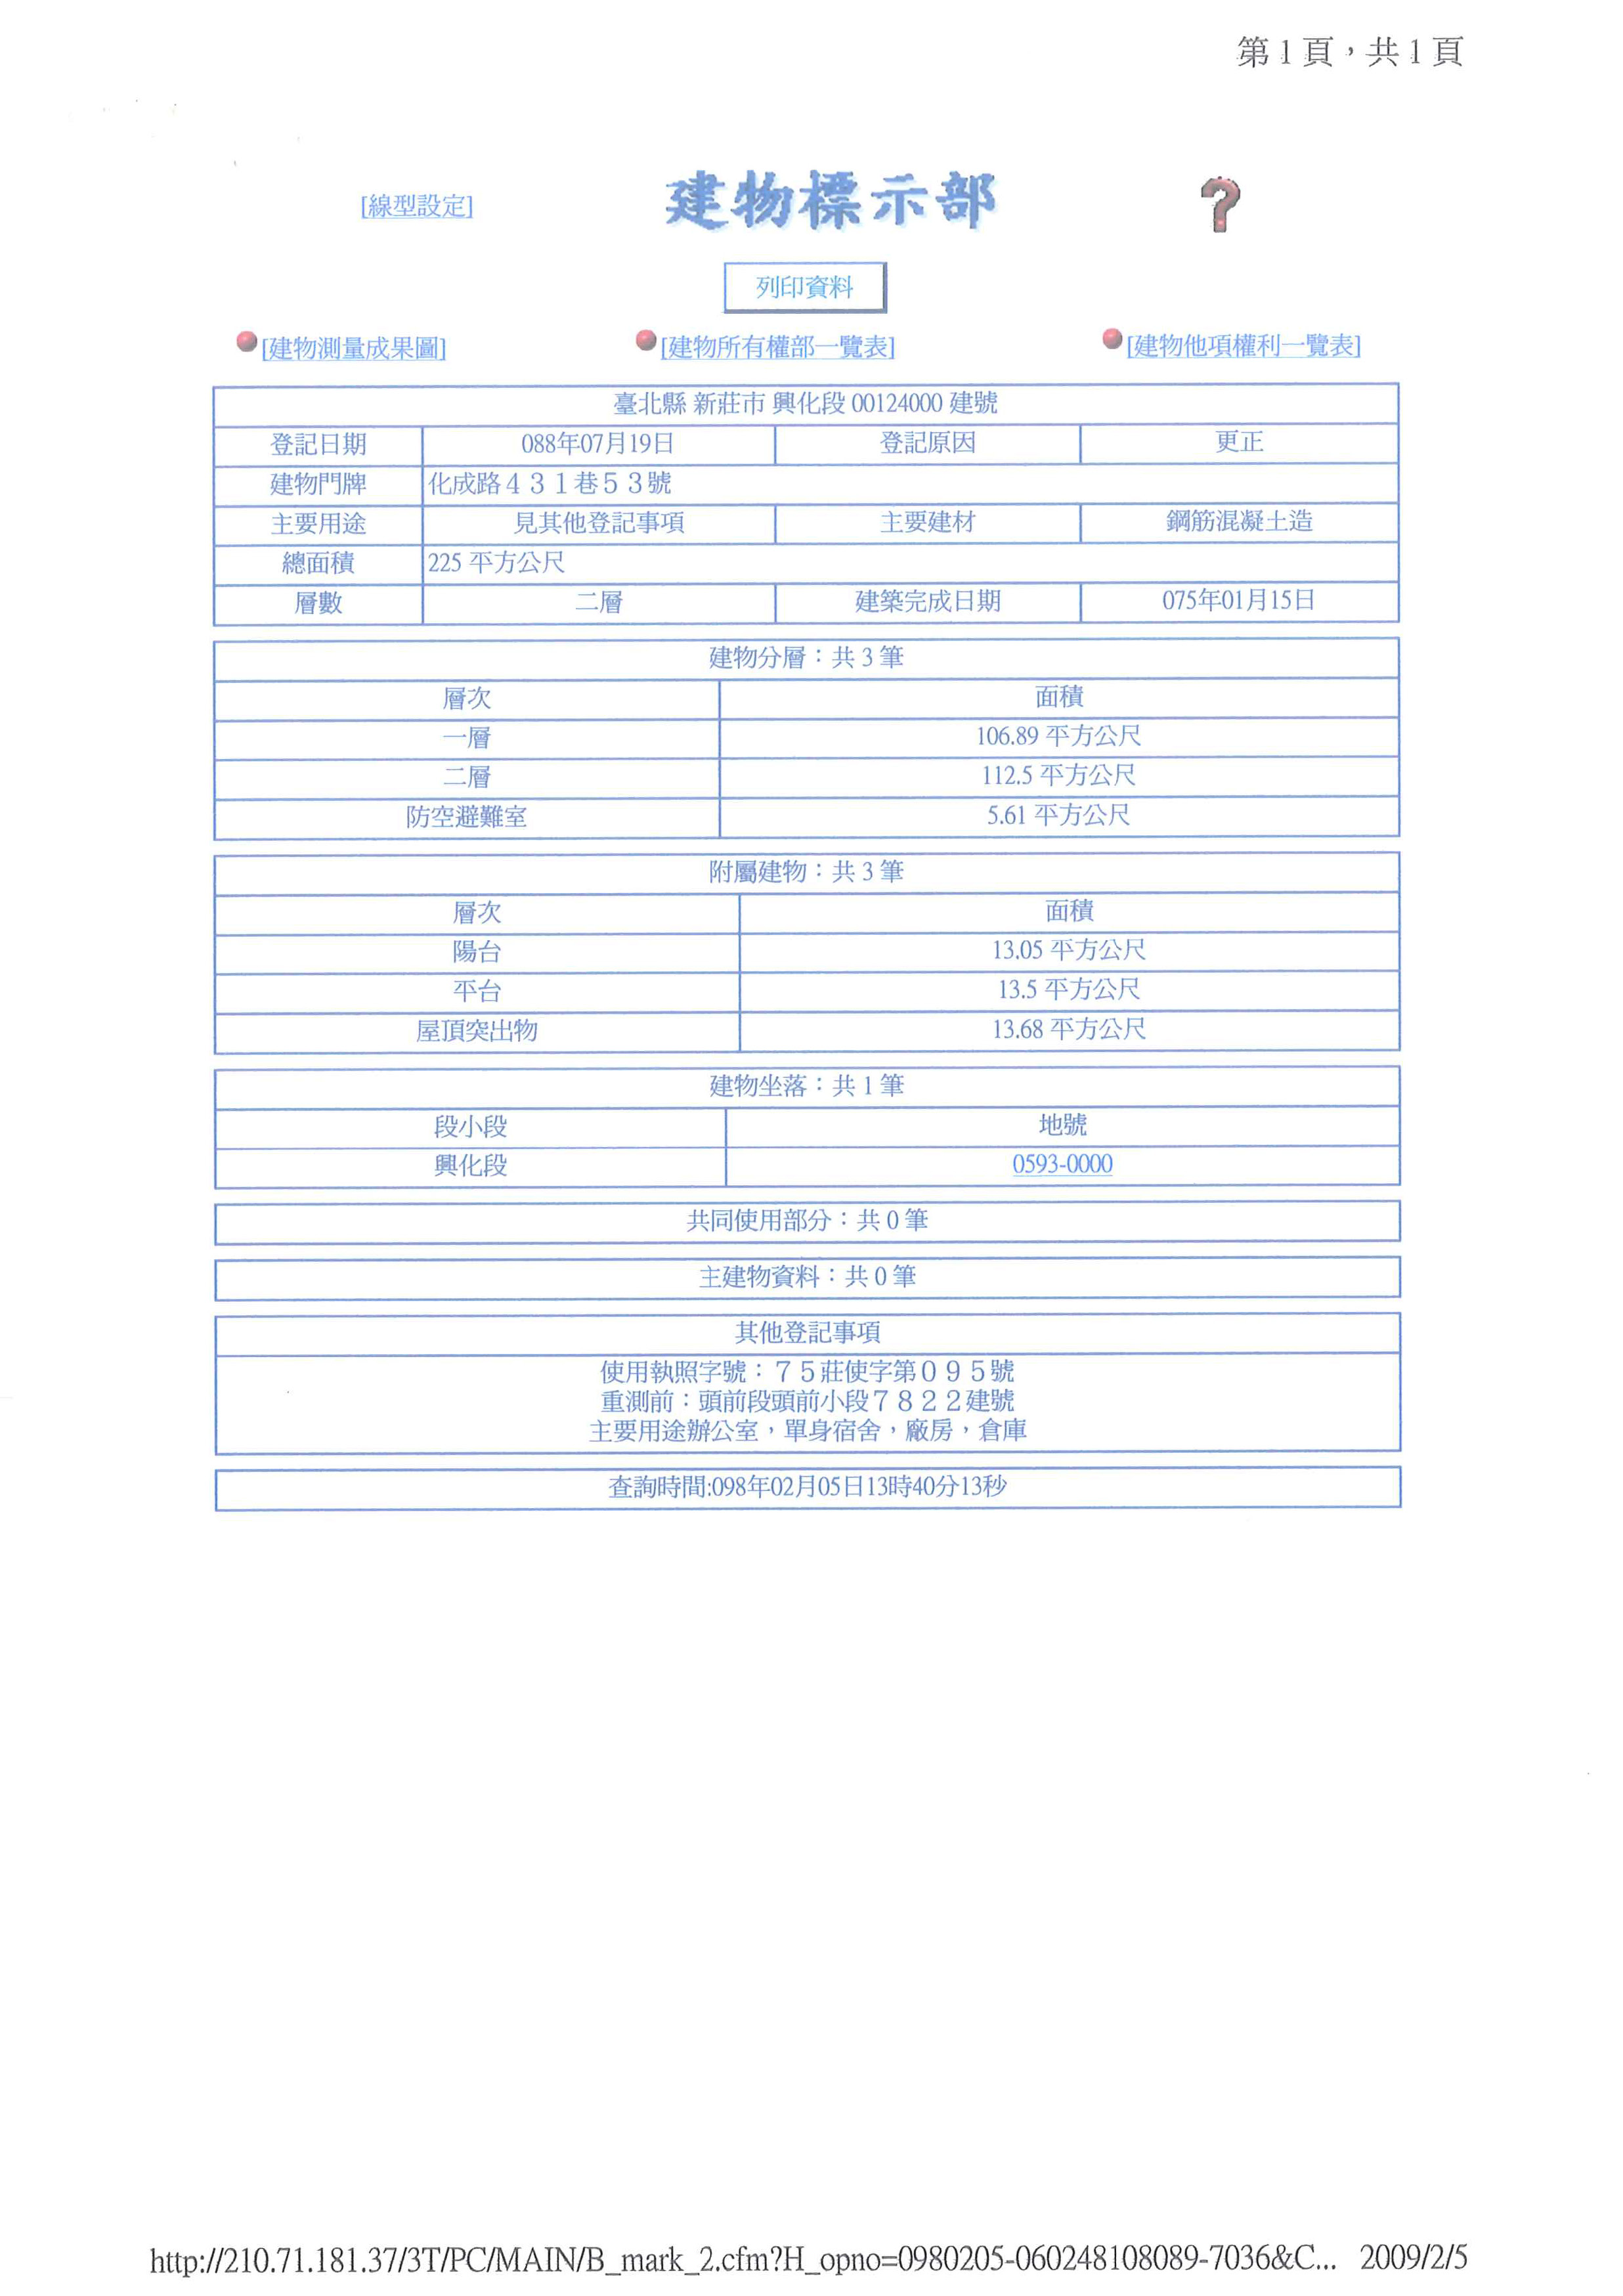 第1頁，共1頁
[線型設定]
建物標示部
?
列印資料
[建物測量成果圖]
[建物所有權部一覽表]
[建物他項權利一覽表]
臺北縣 新莊市 興化段 00124000 建號
登記日期 088年07月19日 登記原因 更正
建物門牌 化成路４３１巷５３號
主要用途 見其他登記事項 主要建材 鋼筋混凝土造
總面積 225 平方公尺
層數 二層 建築完成日期 075年01月15日
建物分層：共 3 筆
層次 面積
一層 106.89 平方公尺
二層 112.5 平方公尺
防空避難室 5.61 平方公尺
附屬建物：共 3 筆
層次 面積
陽台 13.05 平方公尺
平台 13.5 平方公尺
屋頂突出物 13.68 平方公尺
建物坐落：共 1 筆
段小段 地號
興化段 0593-0000
共同使用部分：共 0 筆
主建物資料：共 0 筆
其他登記事項
使用執照字號：７５莊使字第０９５號
重測前：頭前段頭前小段７８２２建號
主要用途辦公室，單身宿舍，廠房，倉庫
查詢時間:098年02月05日13時40分13秒
http://210.71.181.37/3T/PC/MAIN/B_mark_2.cfm?H_opno=0980205-060248108089-7036&C... 2009/2/5